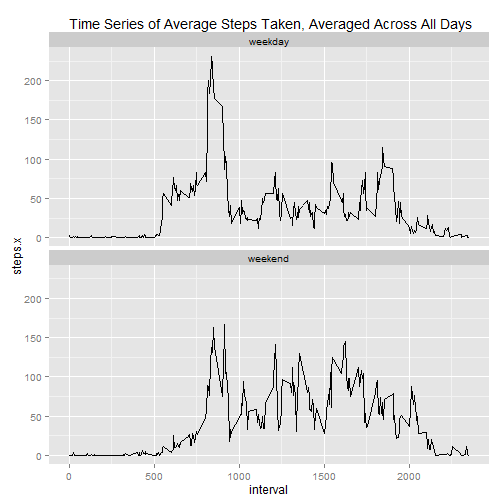 Time Series of Average Steps Taken, Averaged Across All Days
weekday
200
150
100
50
0
steps.x
weekend
200
150
100
50
0
0 500 1000 1500 2000
interval